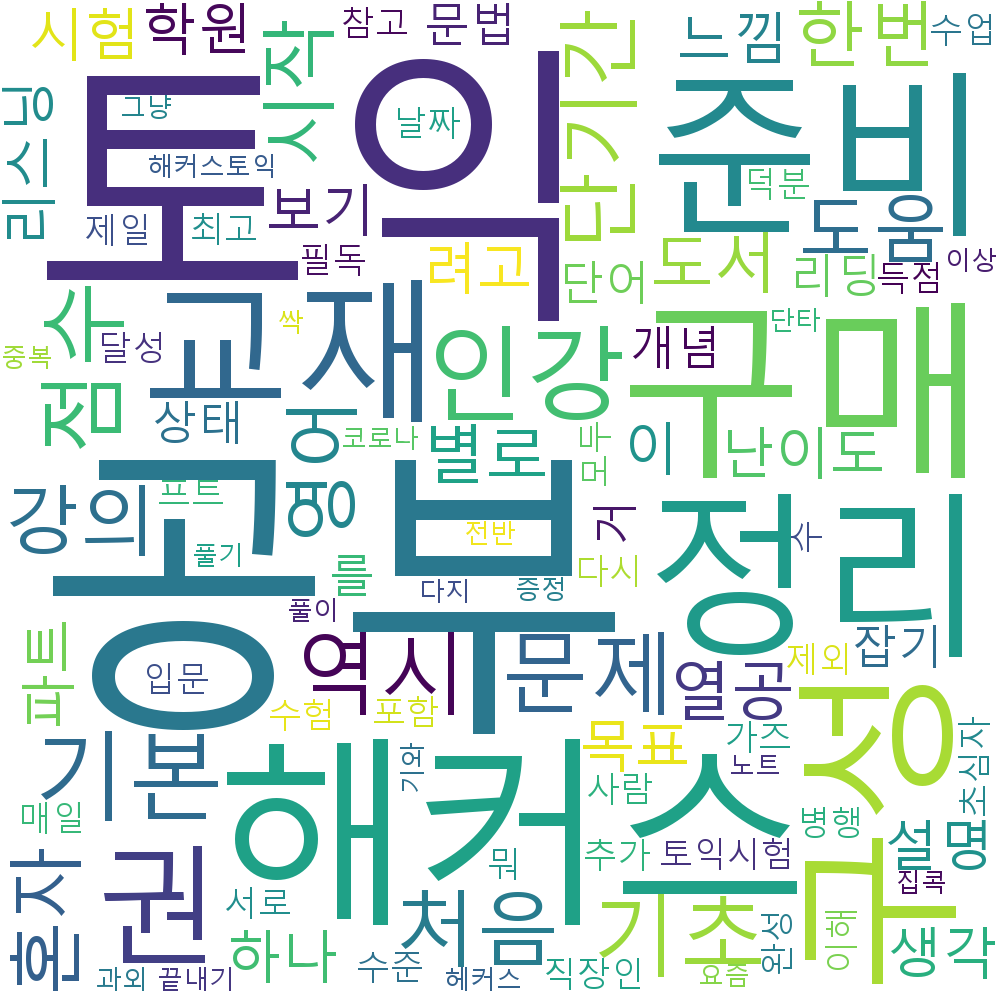 시험
학원
시작
참고
문법
단기간
느낌
한번
수업
리스닝
그냥
토익
날짜
준비
해커스토익
보기
덕분
제일
최고
필독
려고
단어
도서
도움
리딩
득점
이상
점수
달성
중복
싹
교재
인강
구매
개념
단타
상태
영어
코로나
별로
마무
이
난이도
강의
프트
풀기
공부
전반
거
정리
수
를
다지
증정
다시
풀이
파트
입문
역시
문제
열공
제외
잡기
수험
포함
목표
가즈
구성
초심자
기본
해커스
기와
사람
노트
매일
병행
설명
혼자
권
뭐
추가
토익시험
집콕
서로
처음
기초
완성
이해
생각
하나
수준
과외
끝내기
헤커스
직장인
요즘